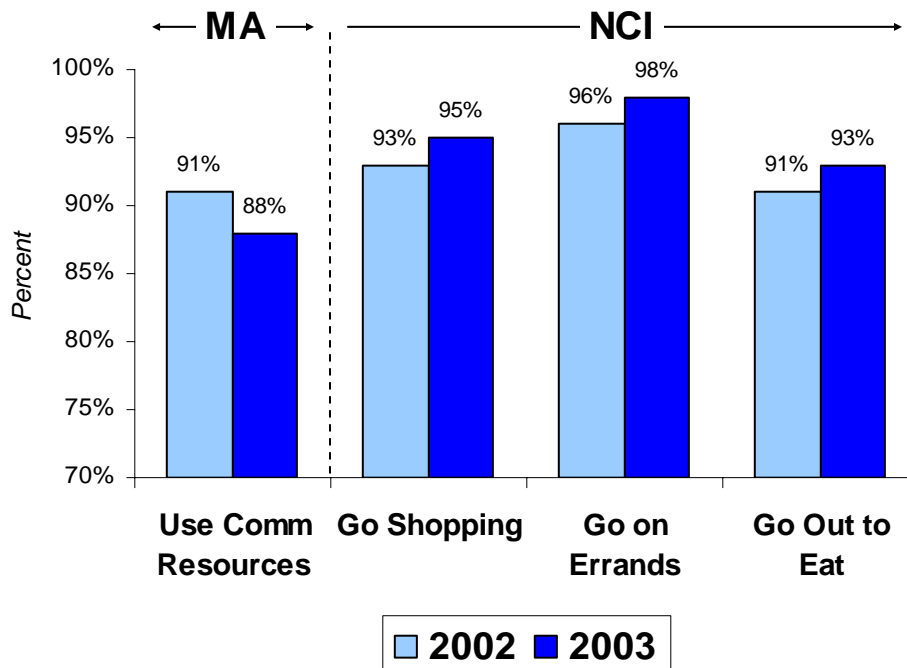 MA NCI
100%
95%
90%
85%
80%
75%
70%
Percent
91%
88%
93%
95%
96%
98%
91%
93%
Use Comm
Resources
Go Shopping
Go on
Errands
Go Out to
Eat
2002 2003